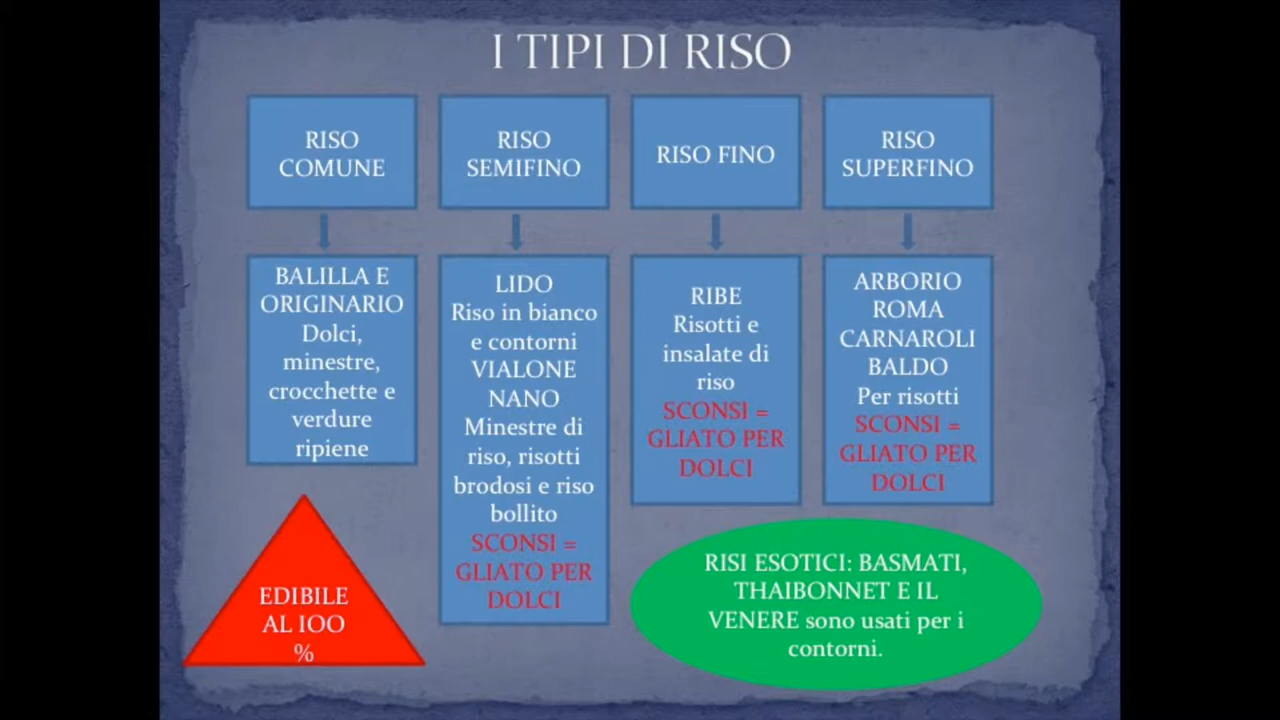 I TIPI DI RISO
RISO
COMUNE
RISO
SEMIFINO
RISO FINO
RISO
SUPERFINO
BALILLA E
ORIGINARIO
Dolci,
minestre,
crocchette e
verdure
ripiene
LIDO
Riso in bianco
e contorni
VIALONE
NANO
Minestre di
riso, risotti
brodosi e riso
bollito
SCONSI =
GLIATO PER
DOLCI
RIBE
Risotti e
insalate di
riso
SCONSI =
GLIATO PER
DOLCI
ARBORIO
ROMA
CARNAROLI
BALDO
Per risotti
SCONSI =
GLIATO PER
DOLCI
EDIBILE
AL IOO
%
RISI ESOTICI: BASMATI,
THAIBONNET E IL
VENERE sono usati per i
contorni.